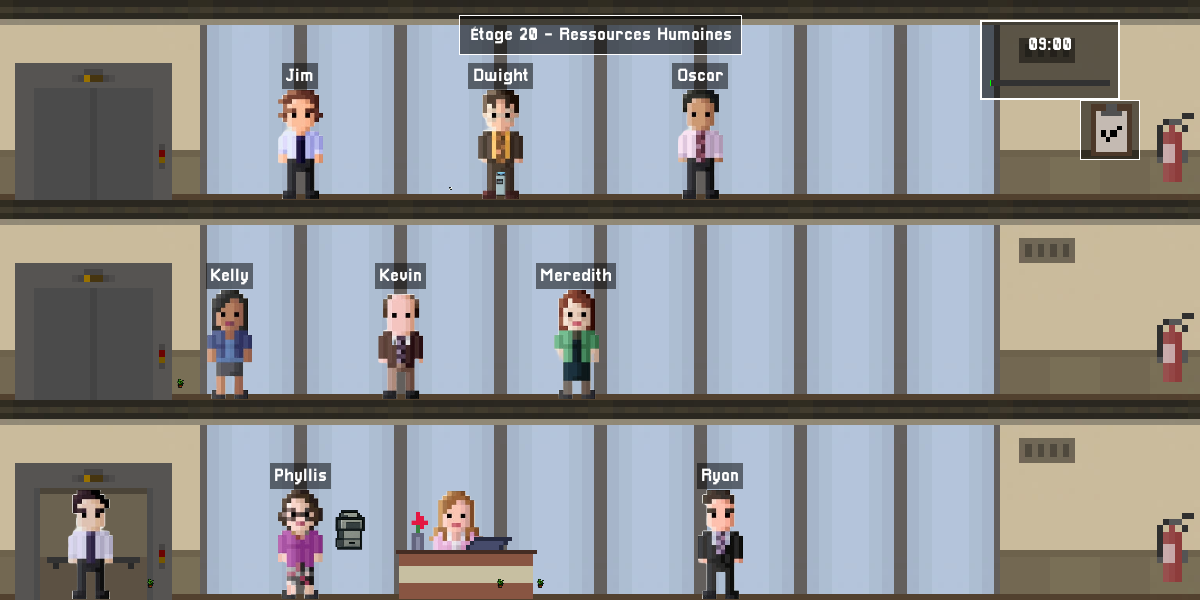 Étage 20 - Ressources Humaines
09:00
Jim
Dwight
Oscar
Kelly
Kevin
Meredith
Phyllis
Ryan